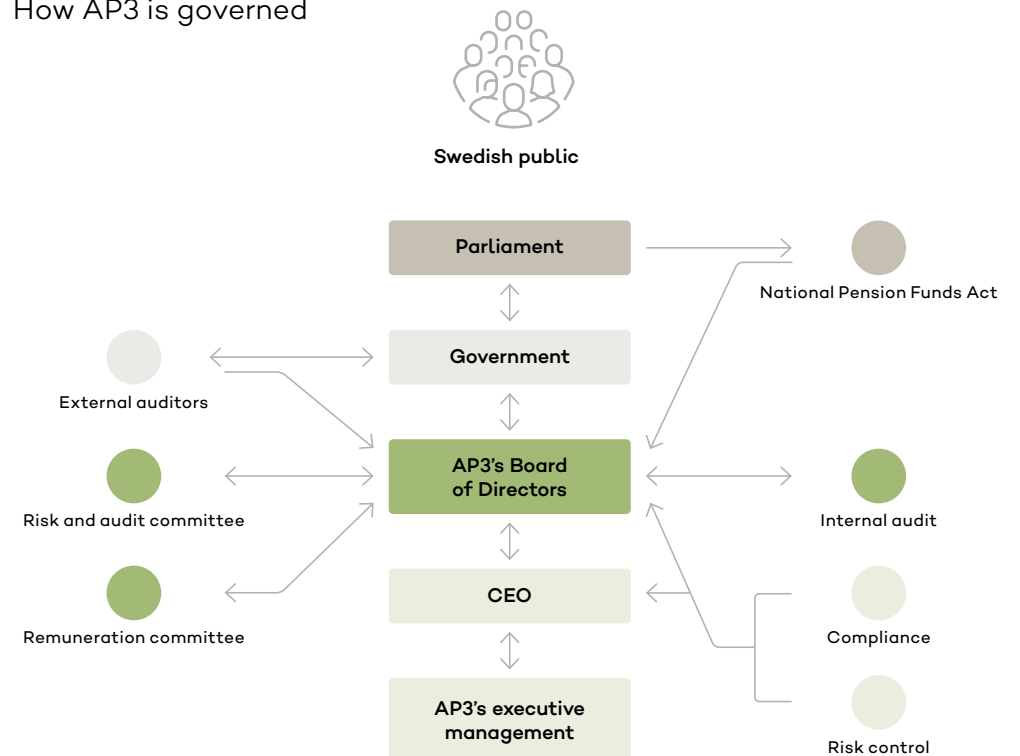 How AP3 is governed
Swedish public
Parliament
National Pension Funds Act
Government
External auditors
AP3's Board
of Directors
Risk and audit committee
Internal audit
CEO
Remuneration committee
Compliance
AP3's executive
management
Risk control